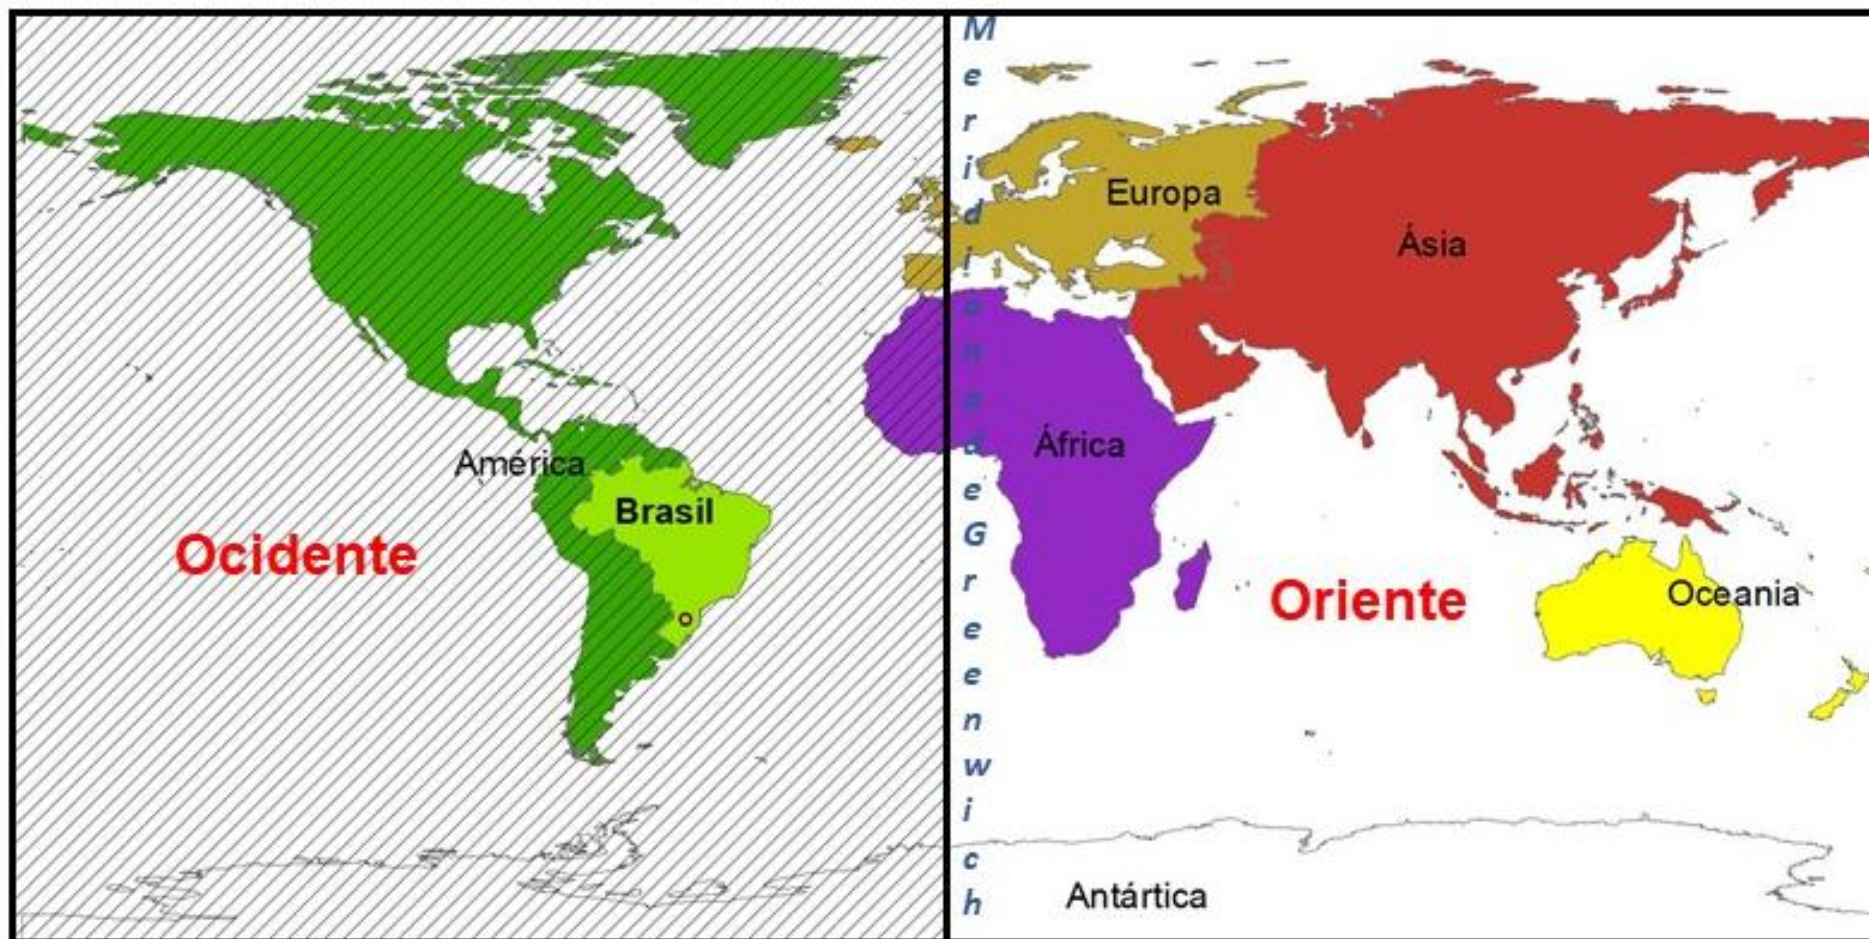 Meridiano de Greenwich
Europa
Ásia
América
África
Brasil
Ocidente
Oriente
Oceania
Antártica